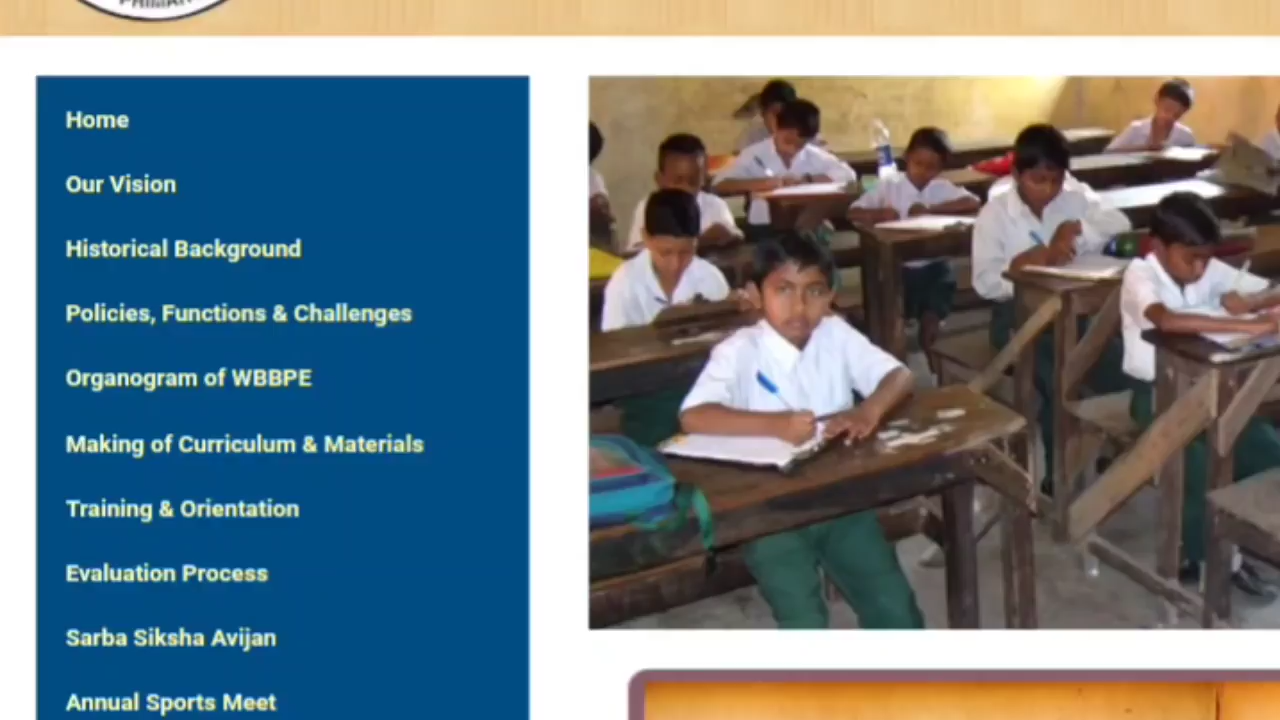 Home
Our Vision
Historical Background
Policies, Functions & Challenges
Organogram of WBBPE
Making of Curriculum & Materials
Training & Orientation
Evaluation Process
Sarba Siksha Avijan
Annual Sports Meet